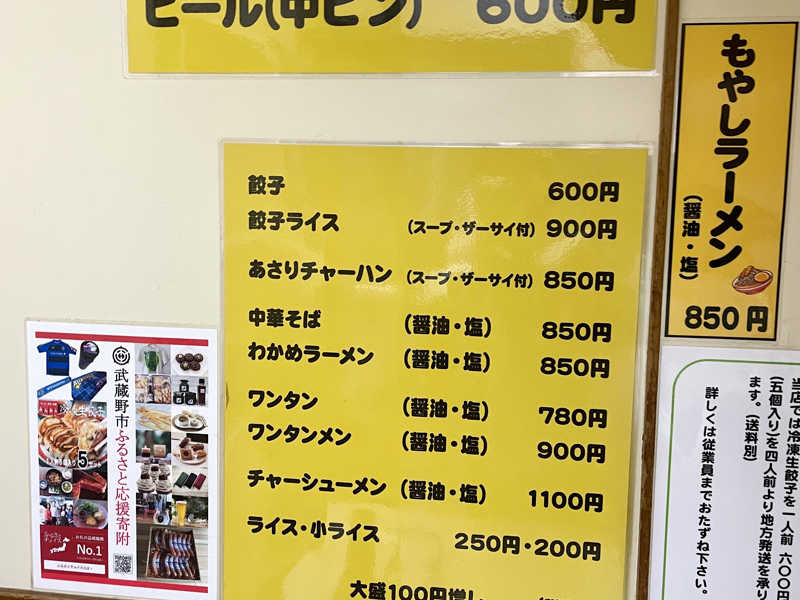 ビール(中ビン) 600円
餃子 600円
餃子ライス (スープ・ザーサイ付) 900円
あさりチャーハン (スープ・ザーサイ付) 850円
中華そば (醤油・塩) 850円
わかめラーメン (醤油・塩) 850円
ワンタン (醤油・塩) 780円
ワンタンメン (醤油・塩) 900円
チャーシューメン (醤油・塩) 1100円
ライス・小ライス 250円・200円
大盛100円増し
もやしラーメン
(醤油・塩)
850円
武蔵野市ふるさと応援寄附
No.1
当店では冷凍生餃子を一人前 六〇〇円
(五個入り)を四人前より地方発送を承り
ます。(送料別)
詳しくは従業員までおたずね下さい。